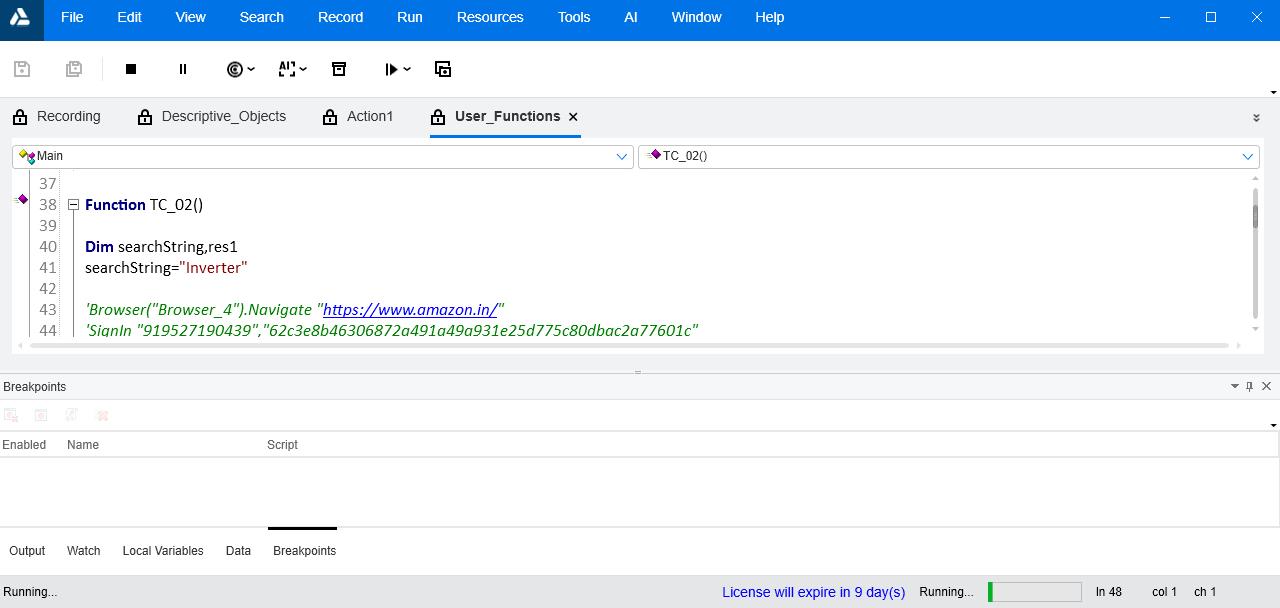 File Edit View Search Record Run Resources Tools AI Window Help
AI
Recording Descriptive_Objects Action1 User_Functions
Main TC_02()
37
38 Function TC_02()
39
40 Dim searchString,res1
41 searchString="Inverter"
42
43 'Browser("Browser_4").Navigate "https://www.amazon.in/"
44 'SignIn "919527190439","62c3e8b46306872a491a49a931e25d775c80dbac2a77601c"
Breakpoints
Enabled Name Script
Output Watch Local Variables Data Breakpoints
Running... License will expire in 9 day(s) Running... ln 48 col 1 ch 1